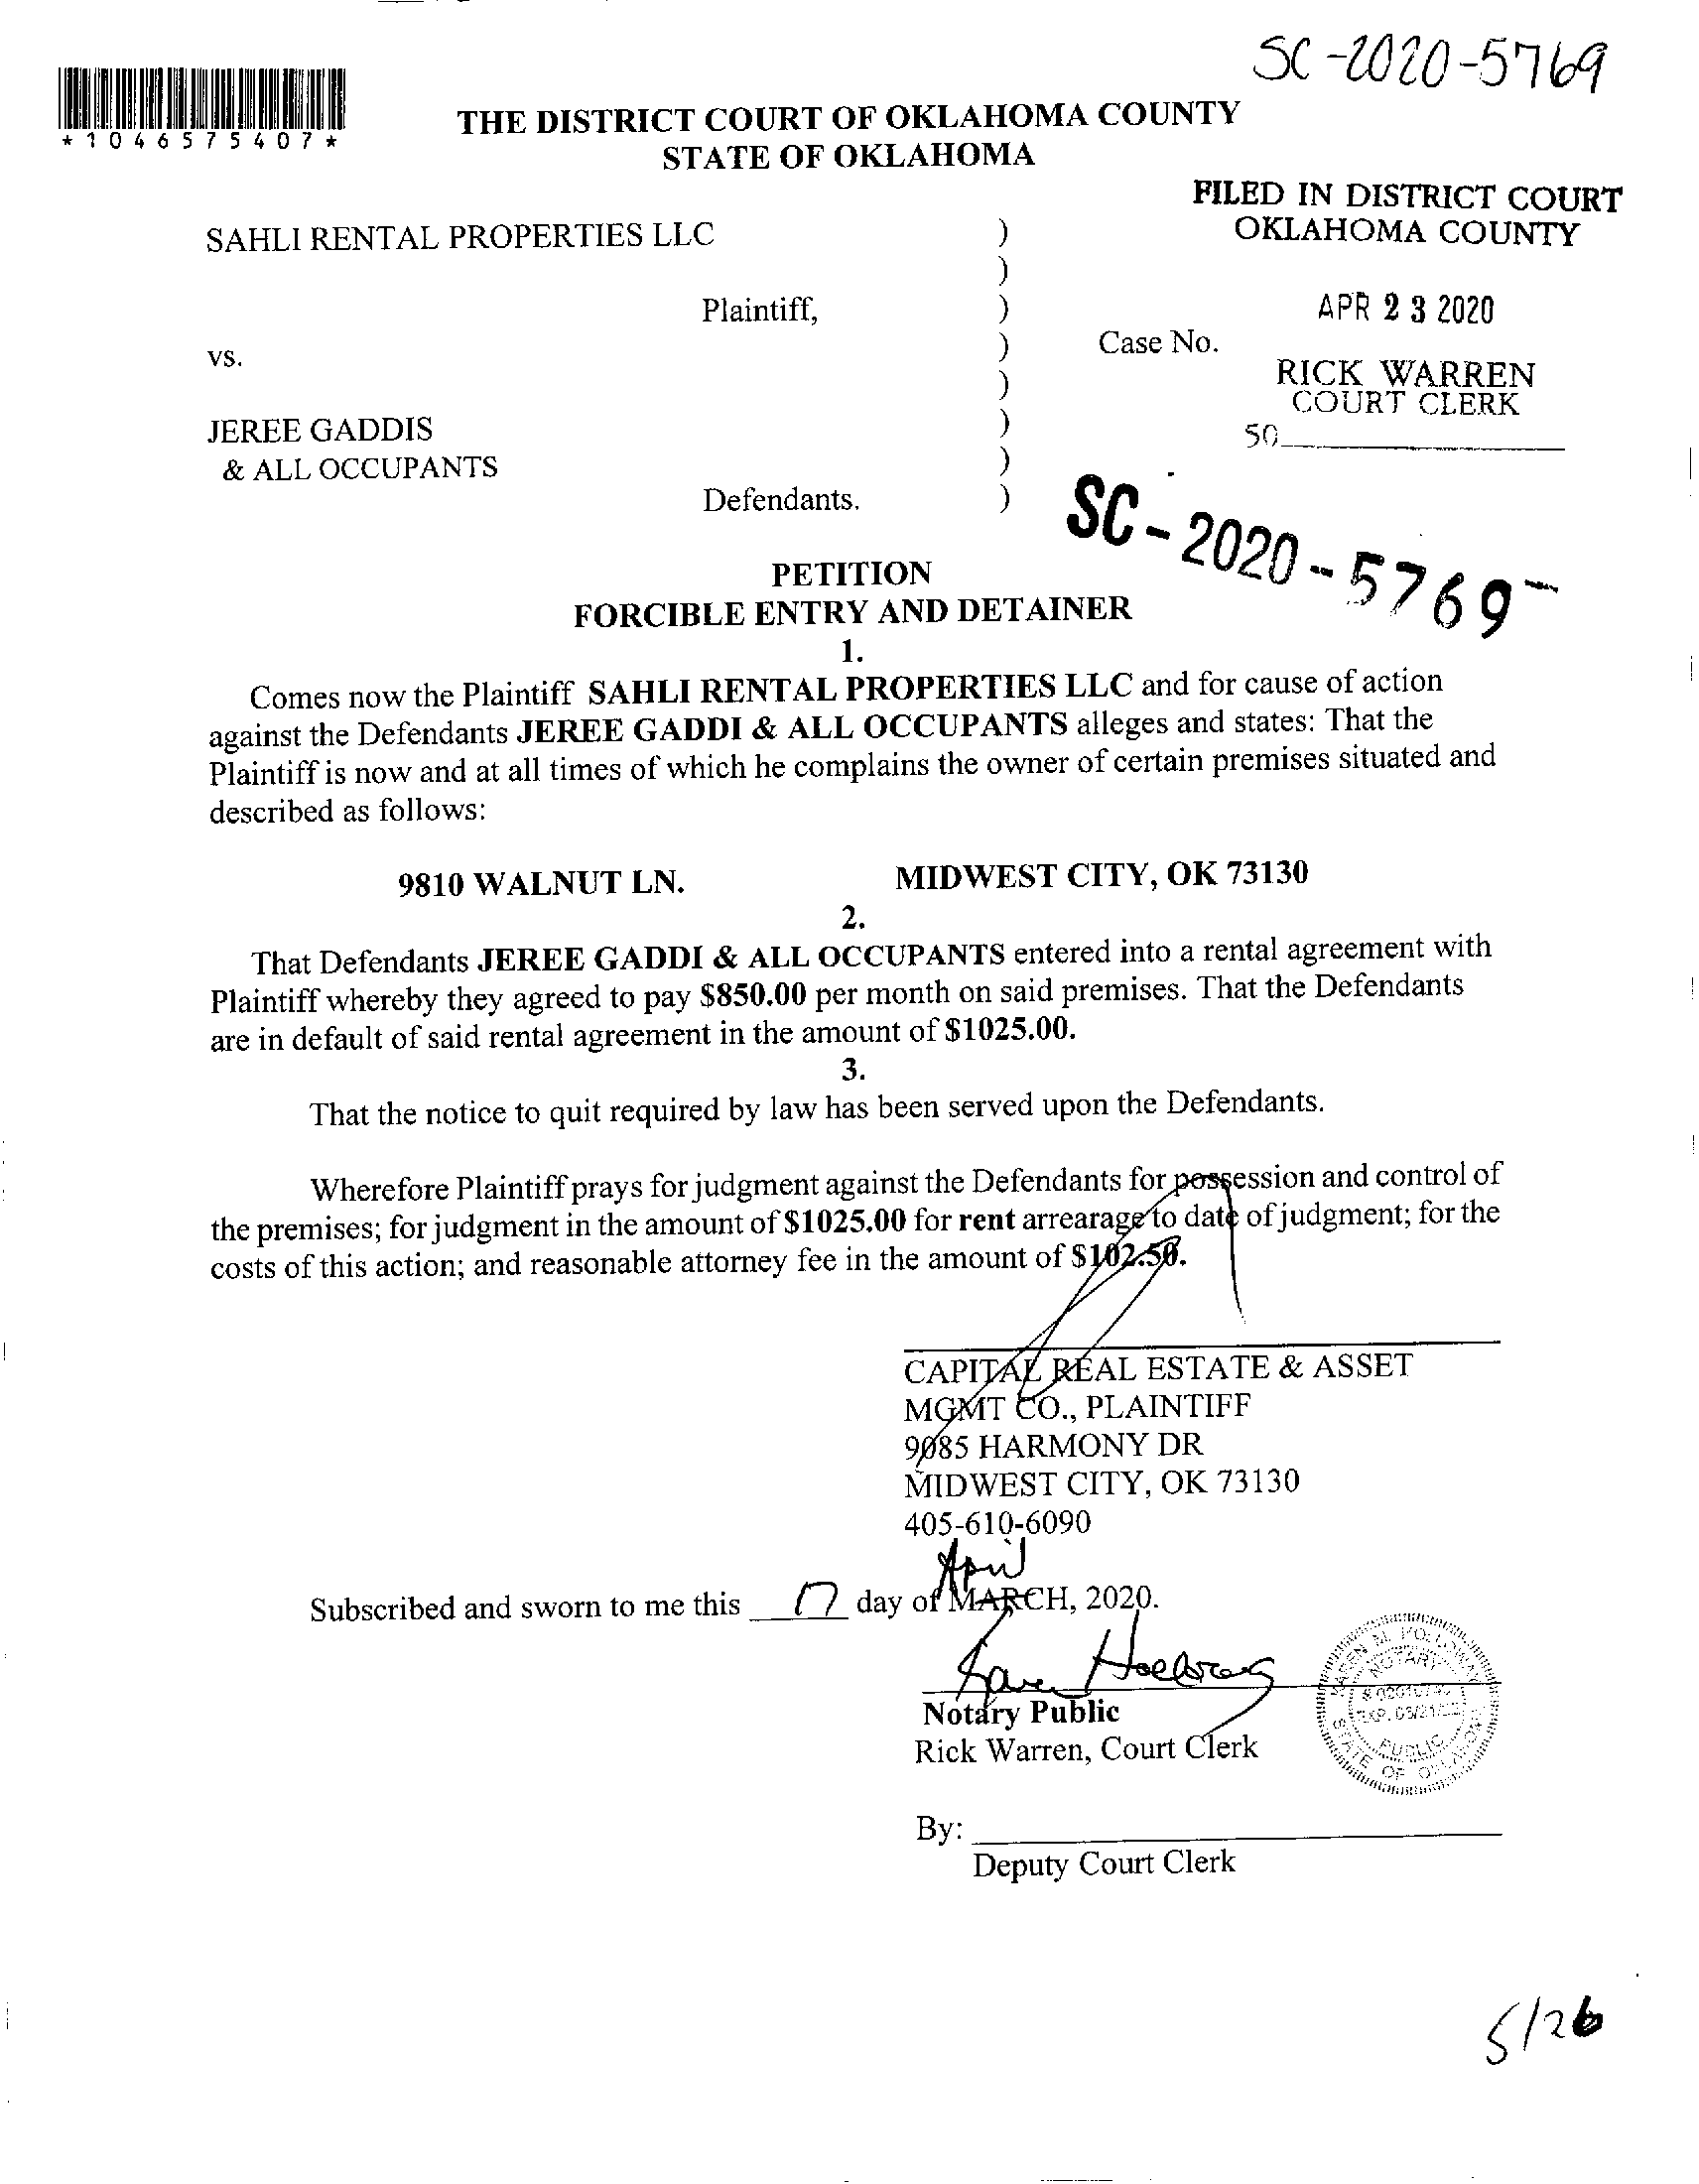 SC-2020-5769
*1046575407*
THE DISTRICT COURT OF OKLAHOMA COUNTY
STATE OF OKLAHOMA
FILED IN DISTRICT COURT
OKLAHOMA COUNTY
SAHLI RENTAL PROPERTIES LLC )
)
Plaintiff, )
APR 23 2020
vs. ) Case No.
)
RICK WARREN
COURT CLERK
JEREE GADDIS )
50
& ALL OCCUPANTS )
Defendants. )
SC-2020-5769-
PETITION
FORCIBLE ENTRY AND DETAINER
1.
Comes now the Plaintiff SAHLI RENTAL PROPERTIES LLC and for cause of action
against the Defendants JEREE GADDI & ALL OCCUPANTS alleges and states: That the
Plaintiff is now and at all times of which he complains the owner of certain premises situated and
described as follows:
9810 WALNUT LN. MIDWEST CITY, OK 73130
2.
That Defendants JEREE GADDI & ALL OCCUPANTS entered into a rental agreement with
Plaintiff whereby they agreed to pay $850.00 per month on said premises. That the Defendants
are in default of said rental agreement in the amount of $1025.00.
3.
That the notice to quit required by law has been served upon the Defendants.
Wherefore Plaintiff prays for judgment against the Defendants for possession and control of
the premises; for judgment in the amount of $1025.00 for rent arrearage to date of judgment; for the
costs of this action; and reasonable attorney fee in the amount of $102.50.
CAPITAL REAL ESTATE & ASSET
MGMT CO., PLAINTIFF
9085 HARMONY DR
MIDWEST CITY, OK 73130
405-610-6090
April
Subscribed and sworn to me this 17 day of MARCH, 2020.
Karen Holloway
Notary Public
Rick Warren, Court Clerk
NOTARY
PUBLIC
STATE OF OKLAHOMA
By:
Deputy Court Clerk
5/26